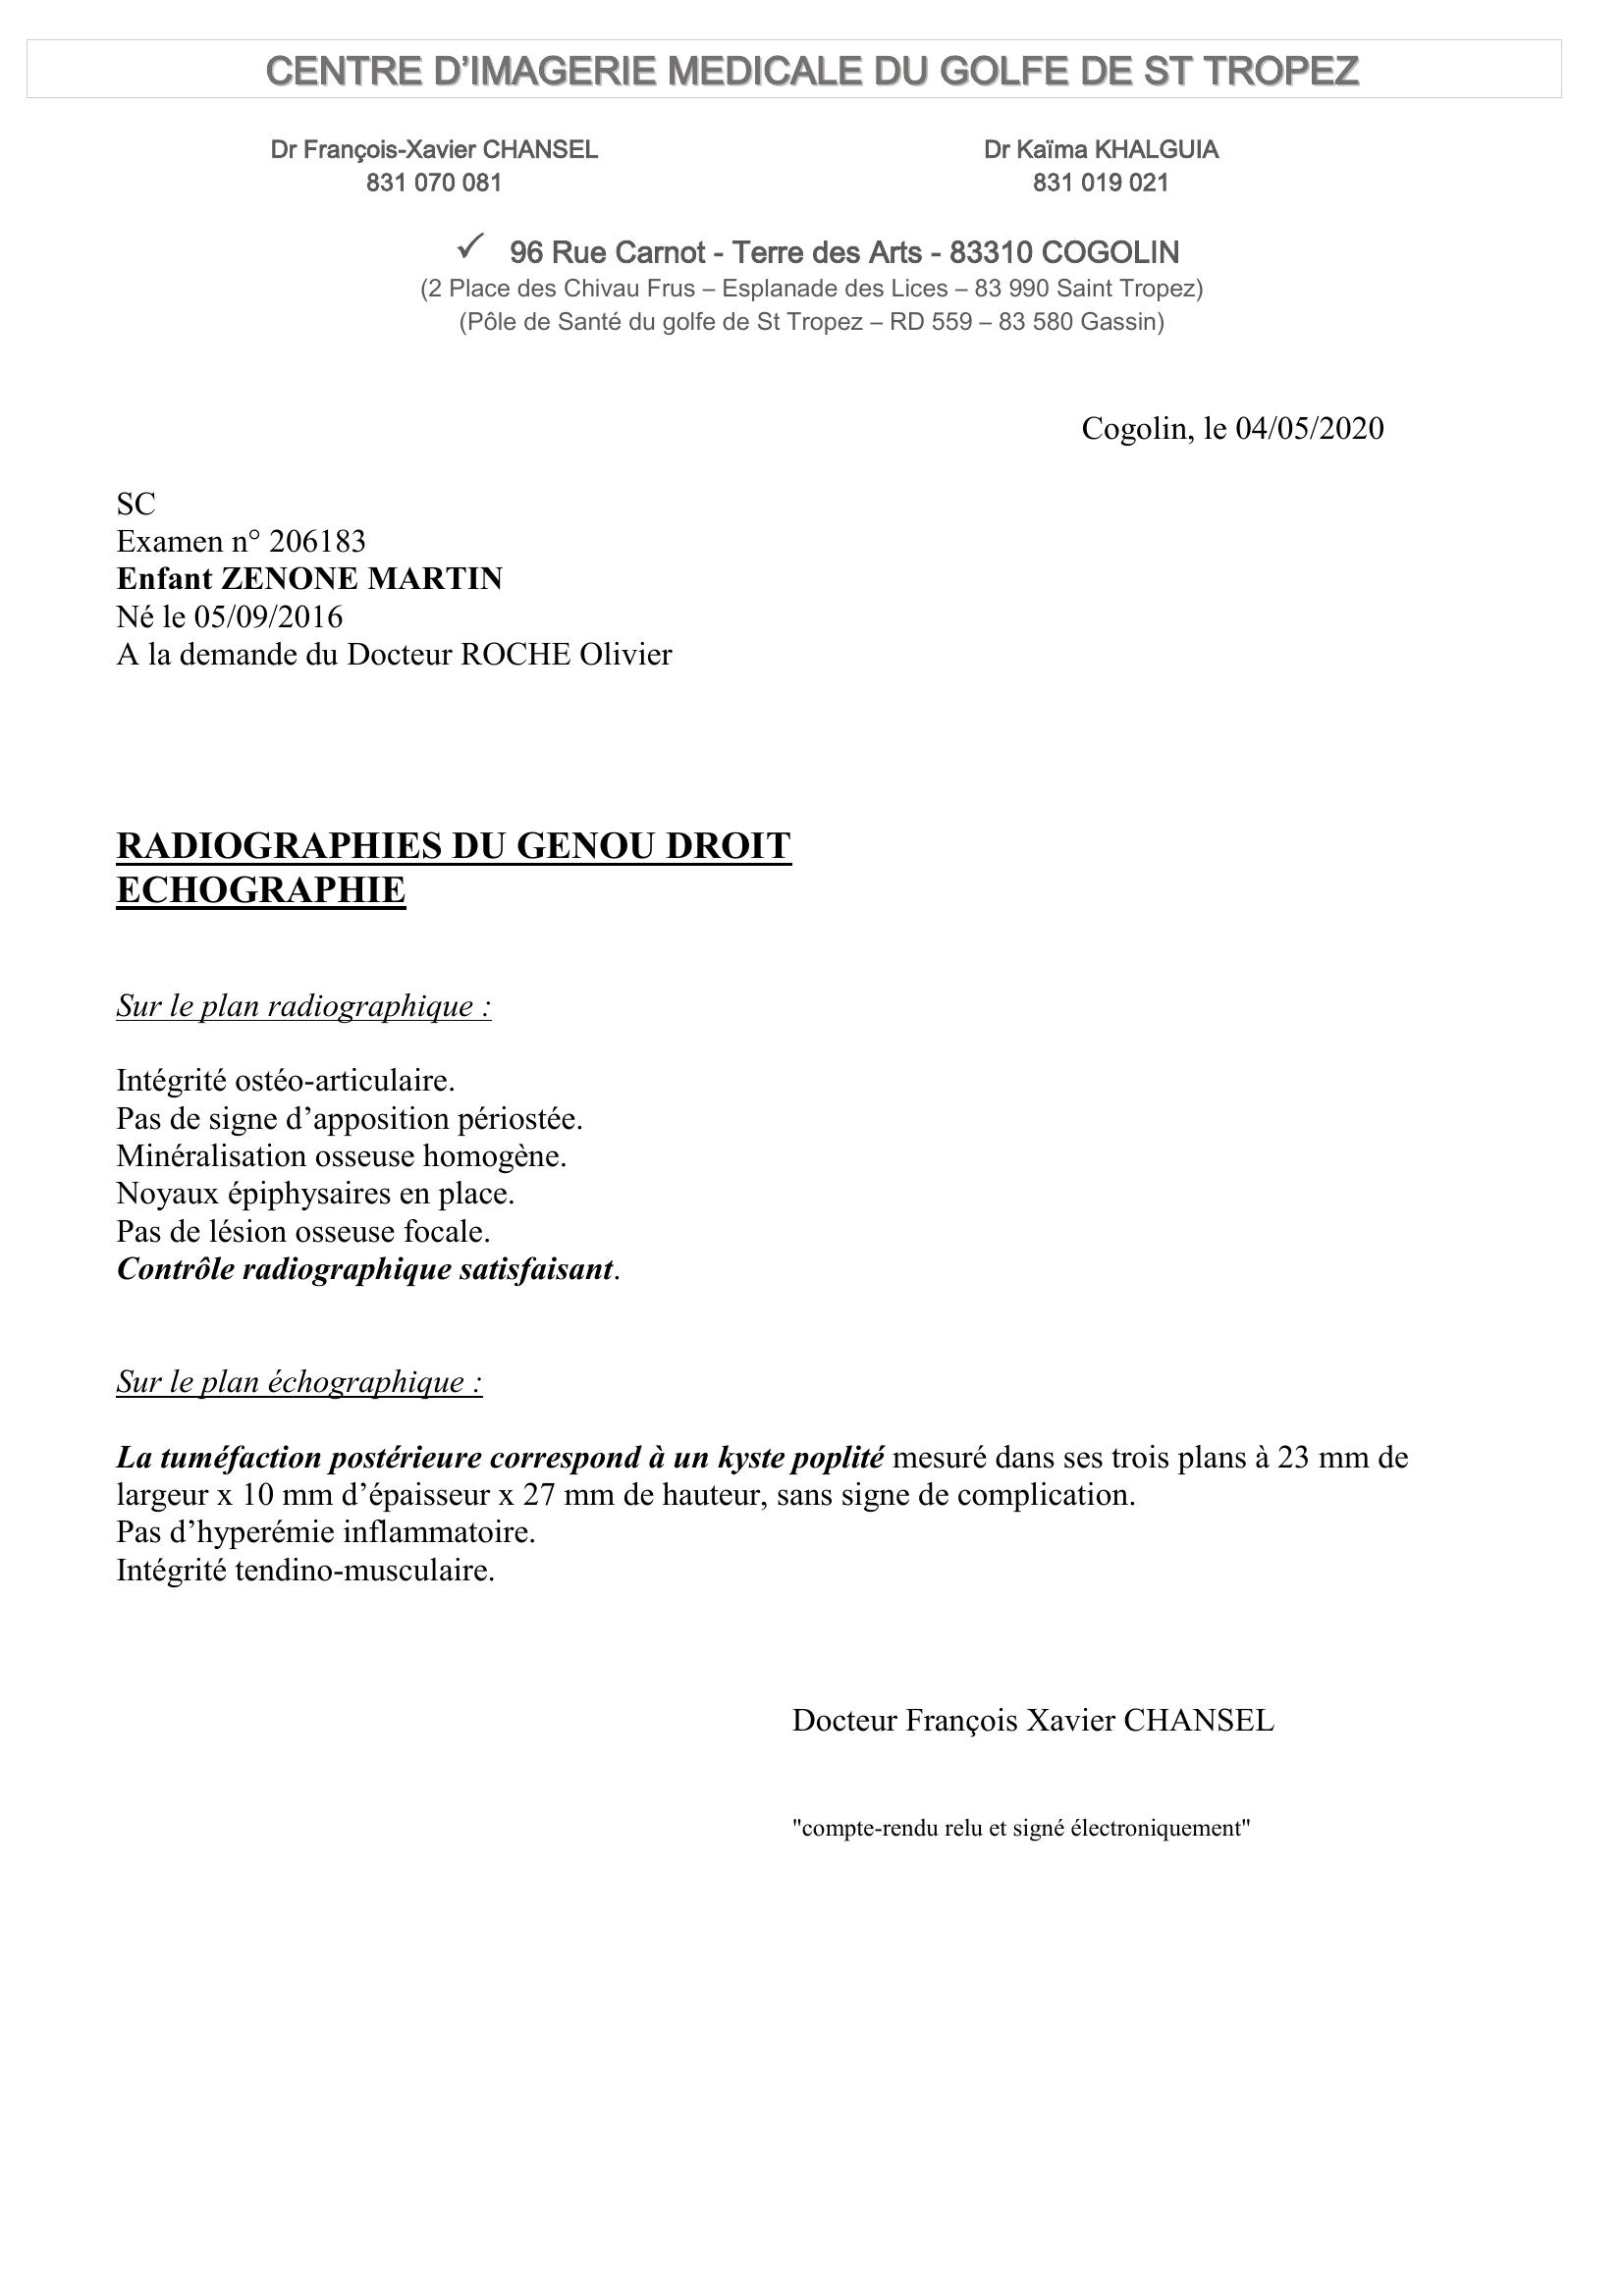 CENTRE D’IMAGERIE MEDICALE DU GOLFE DE ST TROPEZ
Dr François-Xavier CHANSEL
831 070 081
Dr Kaïma KHALGUIA
831 019 021
✓ 96 Rue Carnot - Terre des Arts - 83310 COGOLIN
(2 Place des Chivau Frus – Esplanade des Lices – 83 990 Saint Tropez)
(Pôle de Santé du golfe de St Tropez – RD 559 – 83 580 Gassin)
Cogolin, le 04/05/2020
SC
Examen n° 206183
Enfant ZENONE MARTIN
Né le 05/09/2016
A la demande du Docteur ROCHE Olivier
RADIOGRAPHIES DU GENOU DROIT
ECHOGRAPHIE
Sur le plan radiographique :
Intégrité ostéo-articulaire.
Pas de signe d’apposition périostée.
Minéralisation osseuse homogène.
Noyaux épiphysaires en place.
Pas de lésion osseuse focale.
Contrôle radiographique satisfaisant.
Sur le plan échographique :
La tuméfaction postérieure correspond à un kyste poplité mesuré dans ses trois plans à 23 mm de
largeur x 10 mm d’épaisseur x 27 mm de hauteur, sans signe de complication.
Pas d’hyperémie inflammatoire.
Intégrité tendino-musculaire.
Docteur François Xavier CHANSEL
"compte-rendu relu et signé électroniquement"